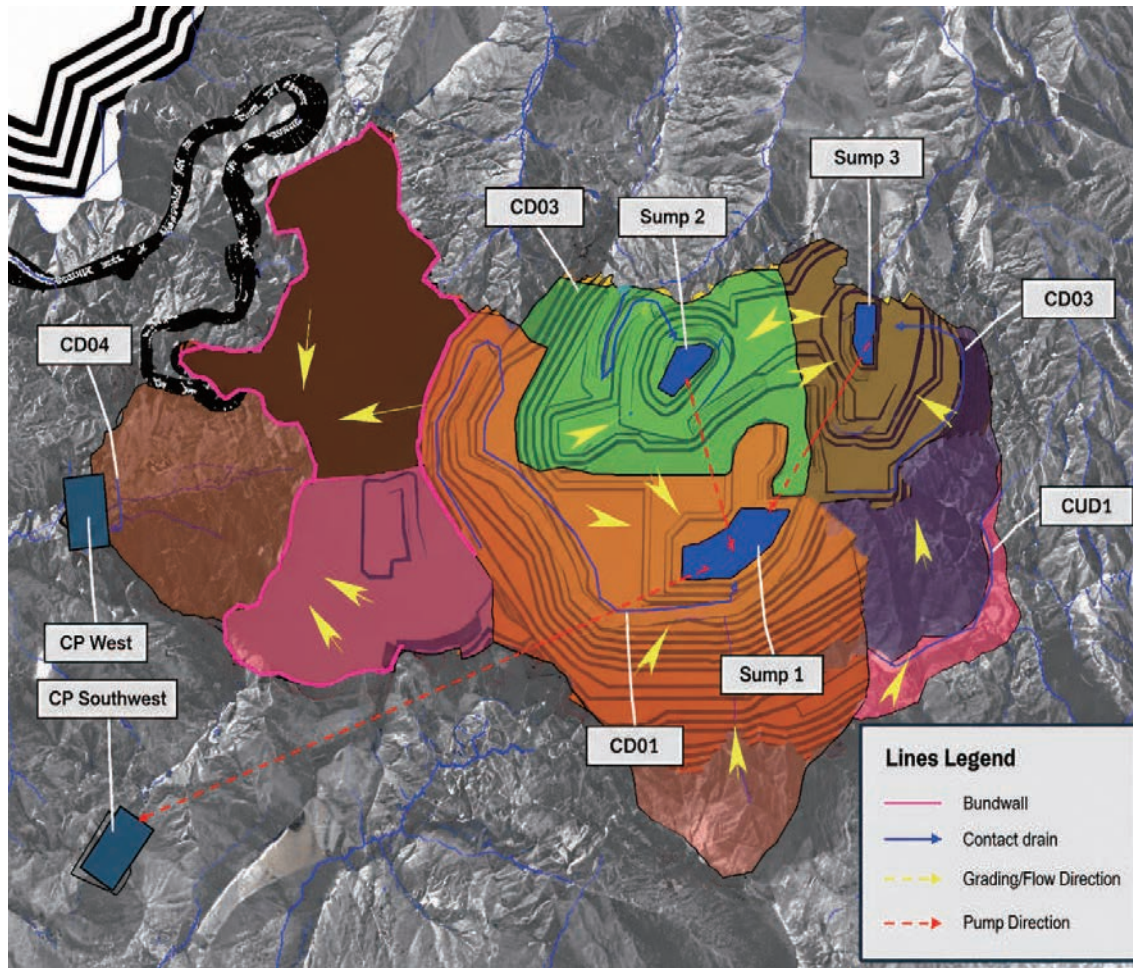 Sump 3
CD03
Sump 2
CD03
CD04
CUD1
CP West
Sump 1
CP Southwest
CD01
Lines Legend
Bundwall
Contact drain
Grading/Flow Direction
Pump Direction